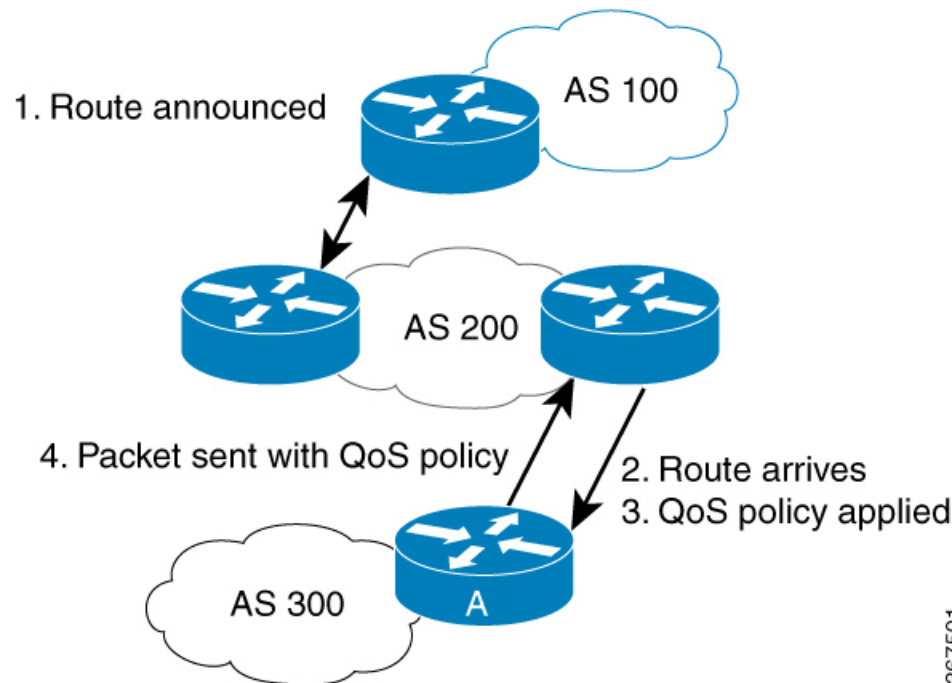 AS 100
1. Route announced
AS 200
4. Packet sent with QoS policy
2. Route arrives
3. QoS policy applied
AS 300
A